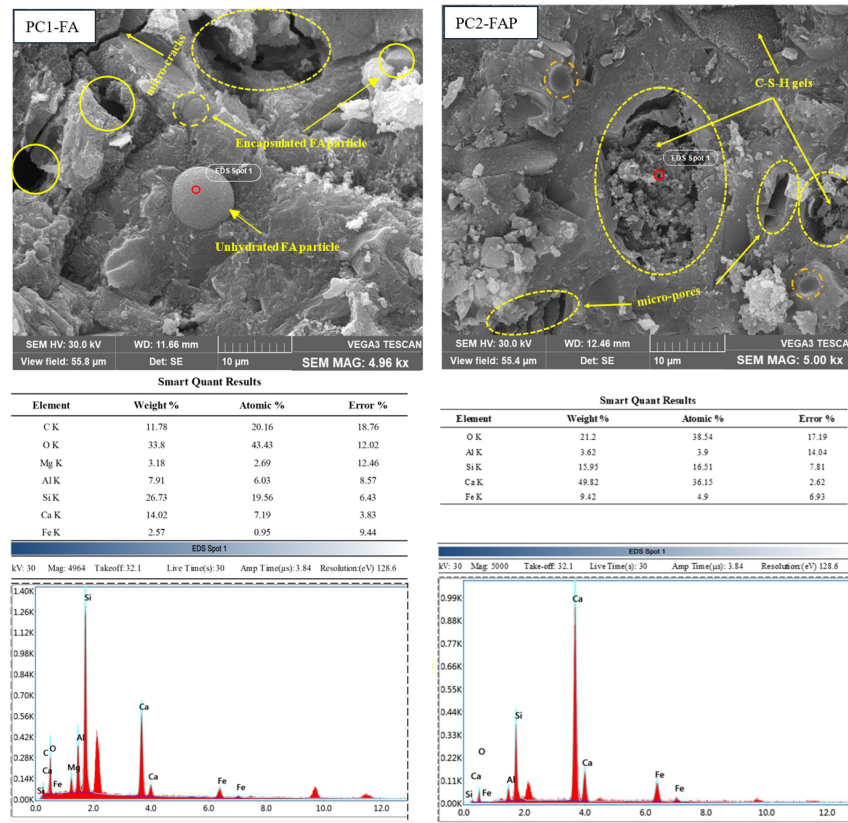 PC1-FA
micro-cracks
Encapsulated FA particle
EDS Spot 1
Unhydrated FA particle
SEM HV: 30.0 kV WD: 11.66 mm VEGA3 TESCAN
View field: 55.8 µm Det: SE 10 µm SEM MAG: 4.96 kx
Smart Quant Results
Element Weight % Atomic % Error %
C K 11.78 20.16 18.76
O K 33.8 43.43 12.02
Mg K 3.18 2.69 12.46
Al K 7.91 6.03 8.57
Si K 26.73 19.56 6.43
Ca K 14.02 7.19 3.83
Fe K 2.57 0.95 9.44
EDS Spot 1
kV: 30 Mag: 4964 Takeoff: 32.1 Live Time(s): 30 Amp Time(µs): 3.84 Resolution:(eV) 128.6
1.40K
1.26K
1.12K
0.98K
0.84K
0.70K
0.56K
0.42K
0.28K
0.14K
0.00K
Si
Ca
Al
O
C
Mg
Ca
Ca
Fe
Si
Fe
Fe
0.0 2.0 4.0 6.0 8.0 10.0 12.0
PC2-FAP
C-S-H gels
EDS Spot 1
micro-pores
SEM HV: 30.0 kV WD: 12.46 mm VEGA3 TESCAN
View field: 55.4 µm Det: SE 10 µm SEM MAG: 5.00 kx
Smart Quant Results
Element Weight % Atomic % Error %
O K 21.2 38.54 17.19
Al K 3.62 3.9 14.04
Si K 15.95 16.51 7.81
Ca K 49.82 36.15 2.62
Fe K 9.42 4.9 6.93
EDS Spot 1
kV: 30 Mag: 5000 Take-off: 32.1 Live Time(s): 30 Amp Time(µs): 3.84 Resolution:(eV) 128.6
0.99K
0.88K
0.77K
0.66K
0.55K
0.44K
0.33K
0.22K
0.11K
0.00K
Ca
Si
O
Ca
Ca
Al
Fe
Si
Fe
Fe
0.0 2.0 4.0 6.0 8.0 10.0 12.0